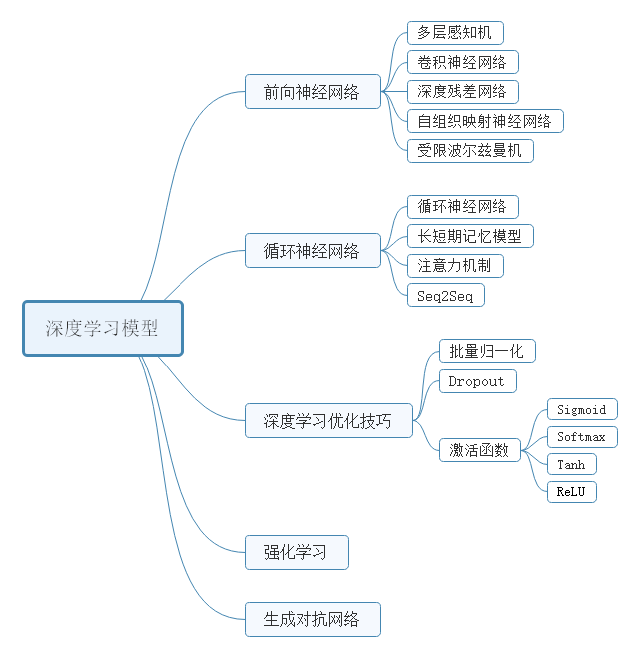 深度学习模型
前向神经网络
多层感知机
卷积神经网络
深度残差网络
自组织映射神经网络
受限波尔兹曼机
循环神经网络
循环神经网络
长短期记忆模型
注意力机制
Seq2Seq
深度学习优化技巧
批量归一化
Dropout
激活函数
Sigmoid
Softmax
Tanh
ReLU
强化学习
生成对抗网络